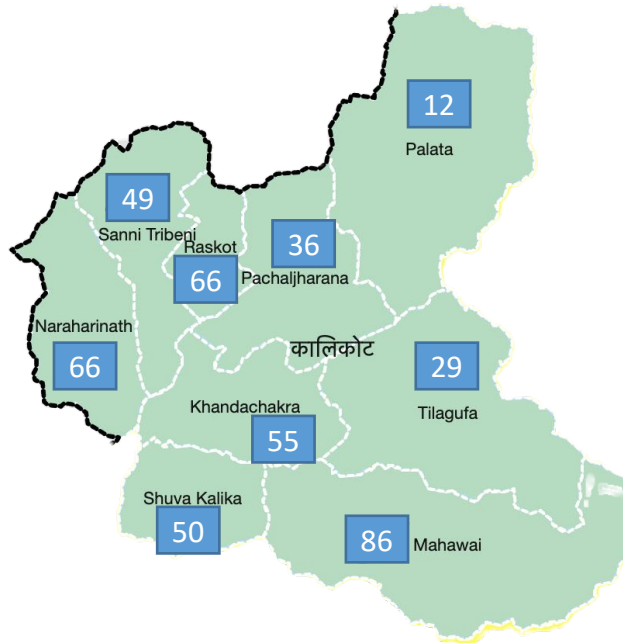 12
Palata
49
Sanni Tribeni
Raskot
66
36
Pachaljharana
Naraharinath
66
कालिकोट
29
Tilagufa
Khandachakra
55
Shuva Kalika
50
86
Mahawai